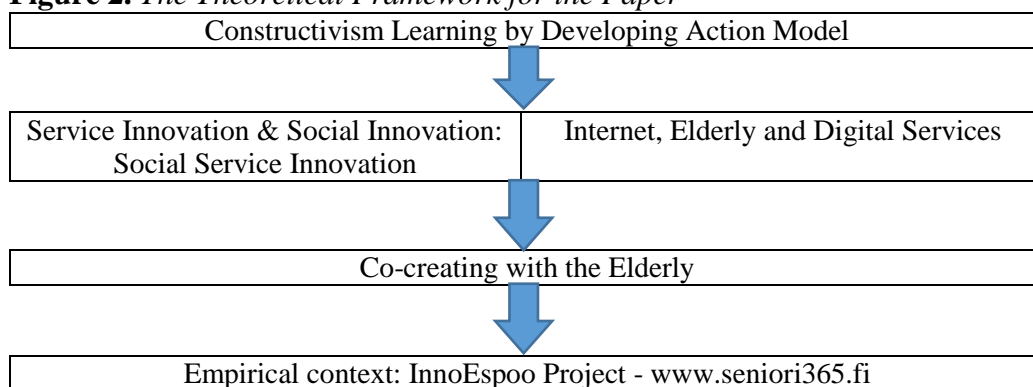 Figure 2. The Theoretical Framework for the Paper
Constructivism Learning by Developing Action Model
Service Innovation & Social Innovation:
Social Service Innovation
Internet, Elderly and Digital Services
Co-creating with the Elderly
Empirical context: InnoEspoo Project - www.seniori365.fi